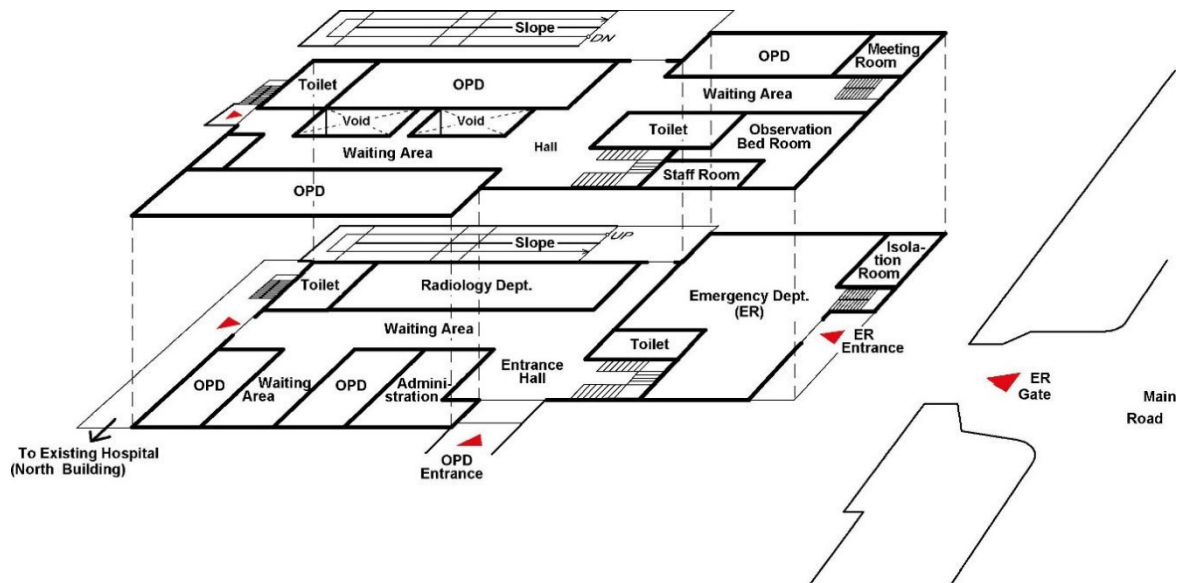 Slope
DN
OPD
Meeting
Room
Toilet
OPD
Waiting Area
Void
Void
Toilet
Observation
Bed Room
Hall
Waiting Area
Staff Room
OPD
UP
Slope
Isola-
tion
Room
Toilet
Radiology Dept.
Emergency Dept.
(ER)
Waiting Area
ER
Entrance
Toilet
Entrance
Hall
OPD
Waiting
Area
OPD
Admini-
stration
ER
Gate
Main
Road
To Existing Hospital
(North Building)
OPD
Entrance